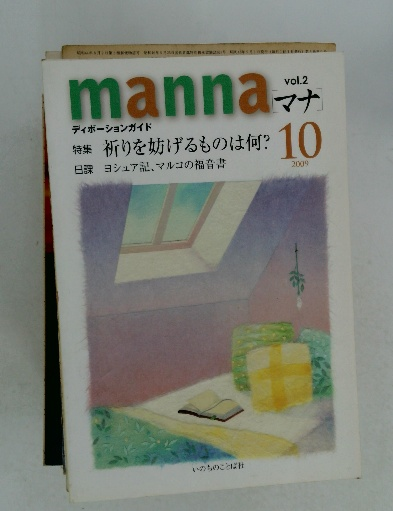 manna
vol.2
[マナ]
ディボーションガイド
特集 祈りを妨げるものは何?
10
2009
日課 ヨシュア記、マルコの福音書
いのちのことば社